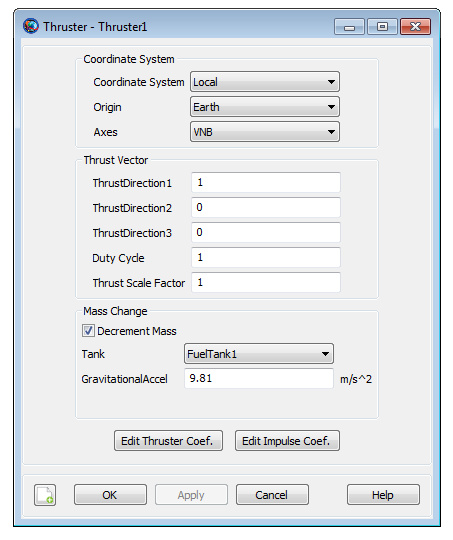 Thruster - Thruster1
Coordinate System
Coordinate System Local
Origin Earth
Axes VNB
Thrust Vector
ThrustDirection1 1
ThrustDirection2 0
ThrustDirection3 0
Duty Cycle 1
Thrust Scale Factor 1
Mass Change
Decrement Mass
Tank FuelTank1
GravitationalAccel 9.81 m/s^2
Edit Thruster Coef. Edit Impulse Coef.
OK Apply Cancel Help